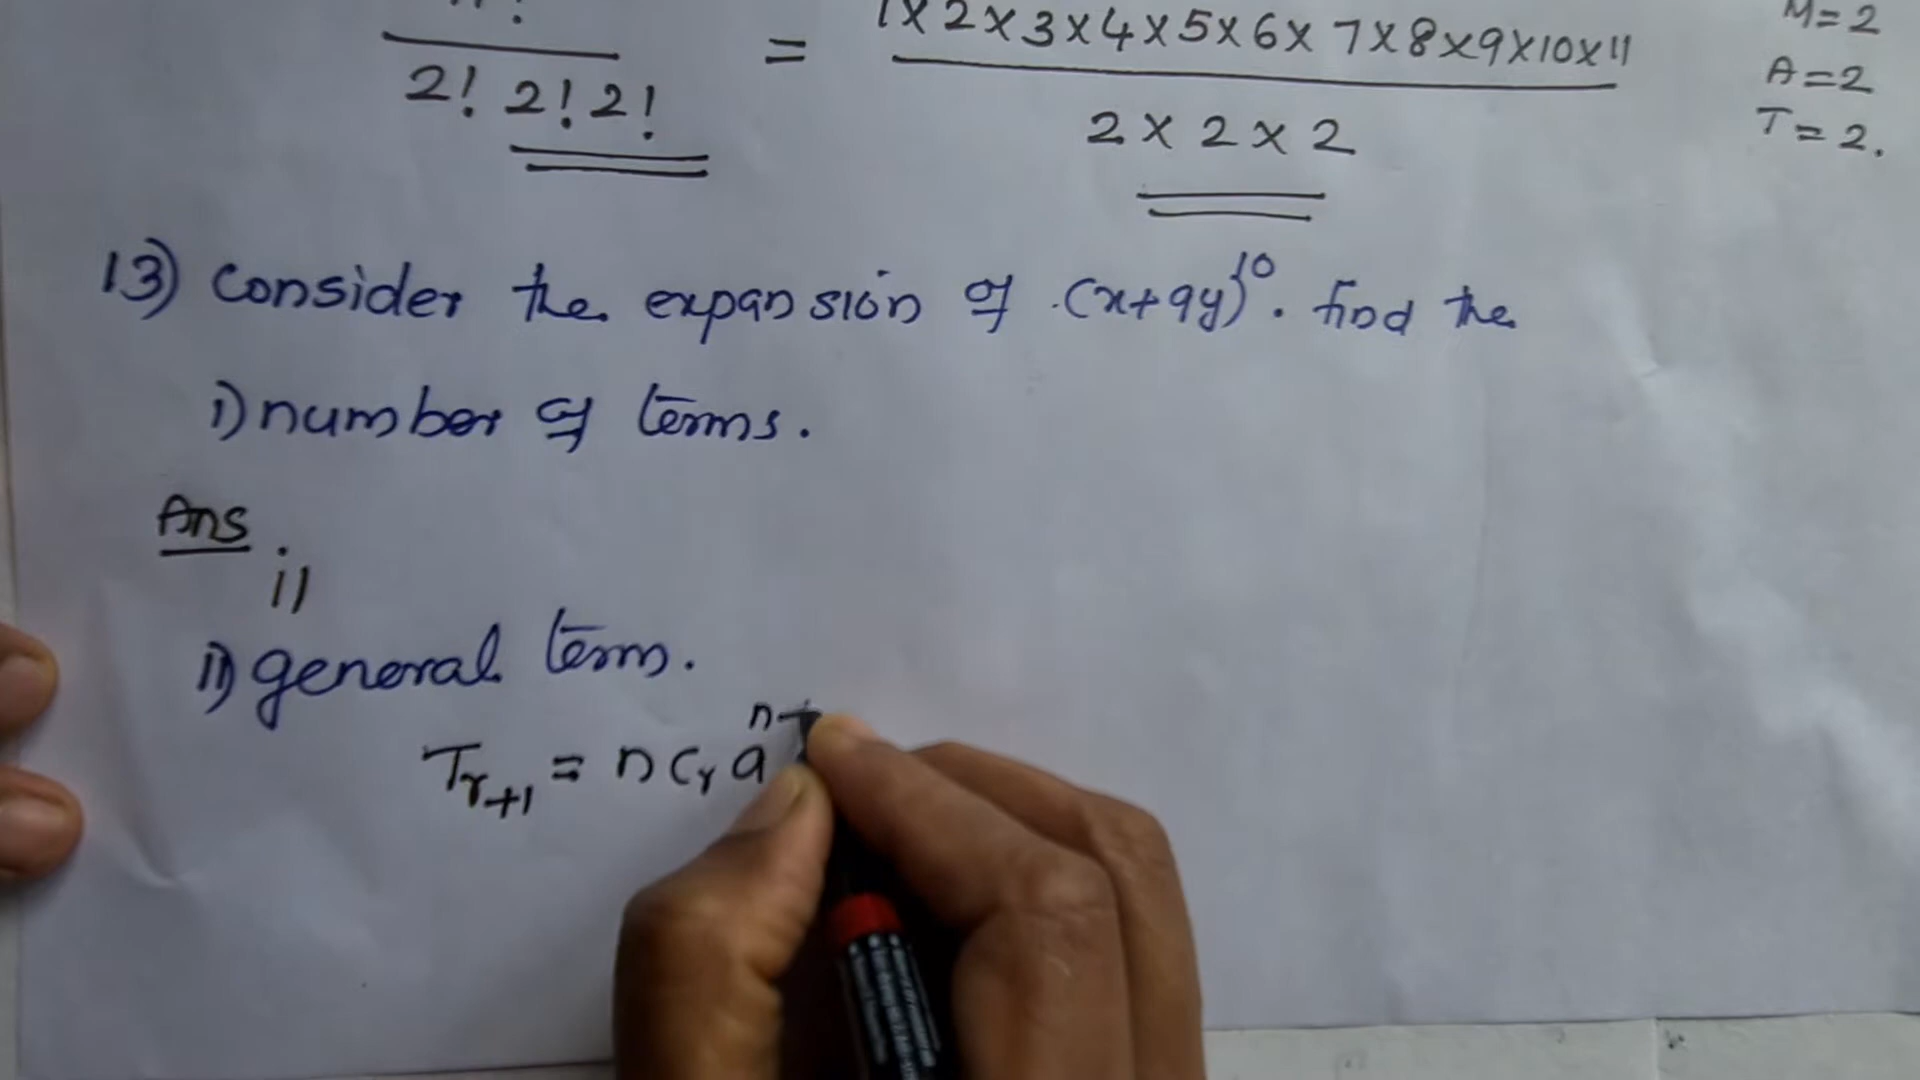 2! 2! 2! = 1×2×3×4×5×6×7×8×9×10×11
2 × 2 × 2
M=2
A=2
T=2.
13) Consider the expansion of (x+9y)^10. find the
i) number of terms.
Ans
11
ii) general term.
T_{r+1} = nC_r a^{n-